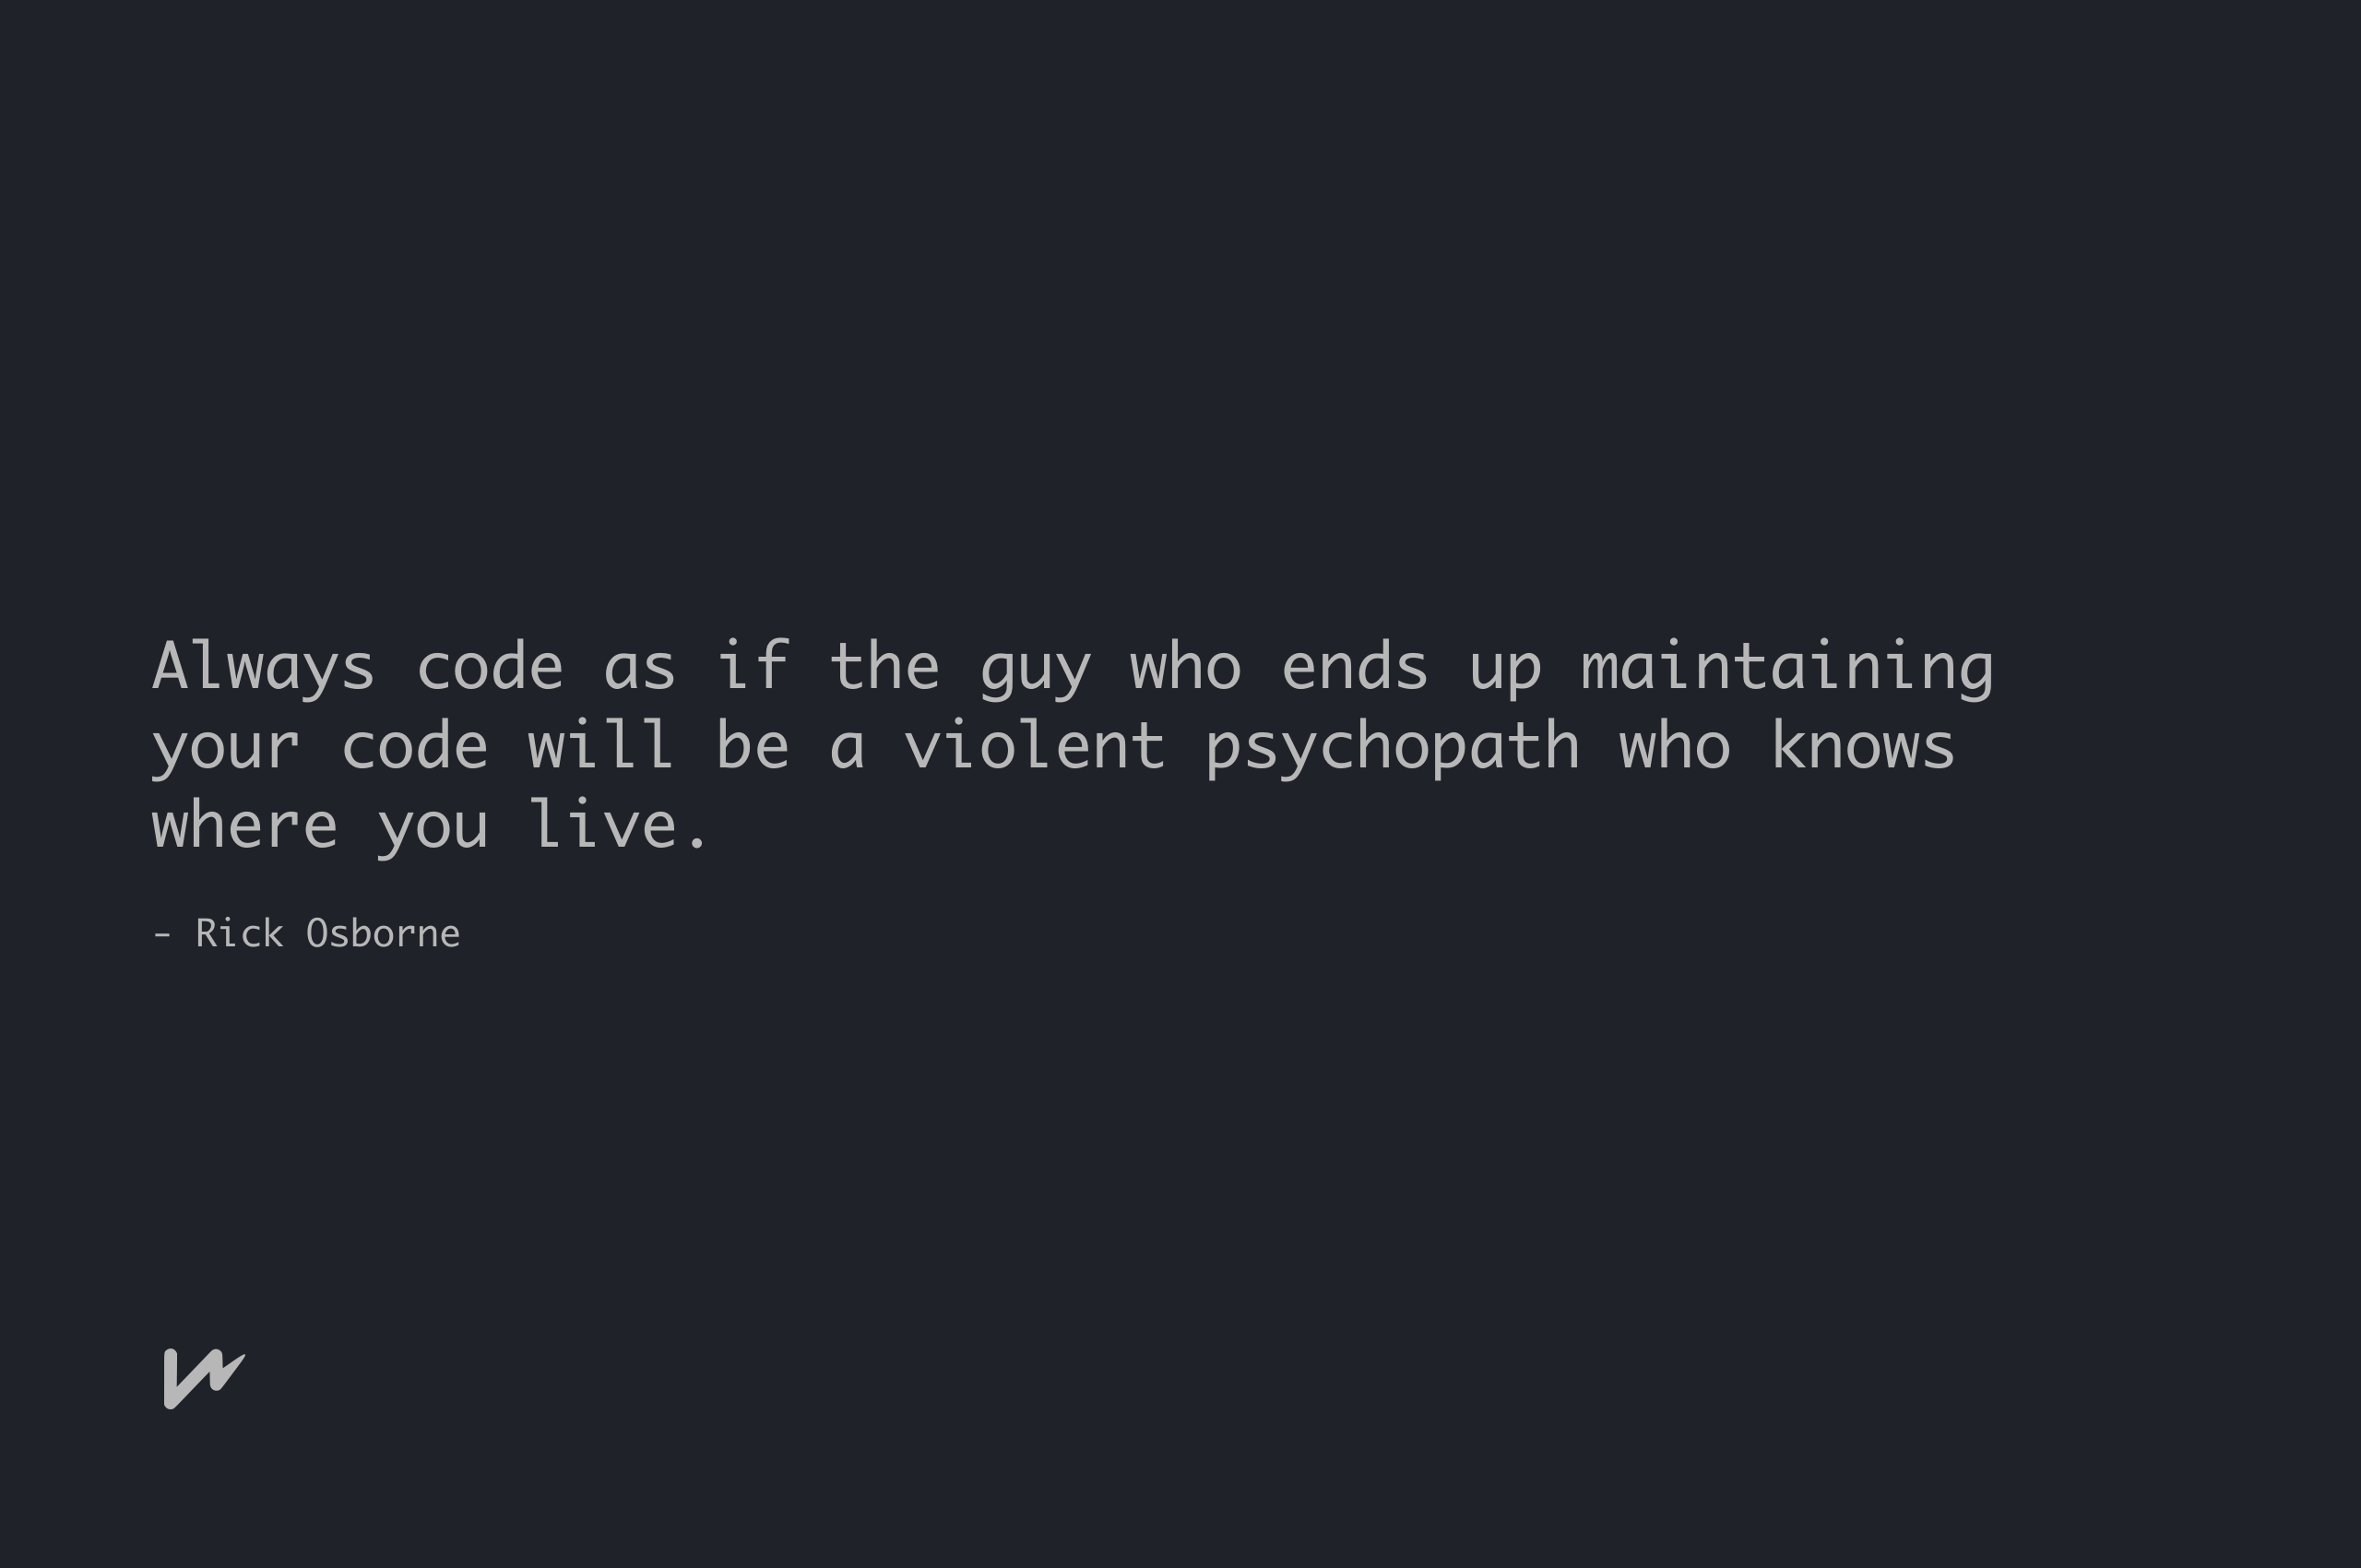 Always code as if the guy who ends up maintaining
your code will be a violent psychopath who knows
where you live.
– Rick Osborne